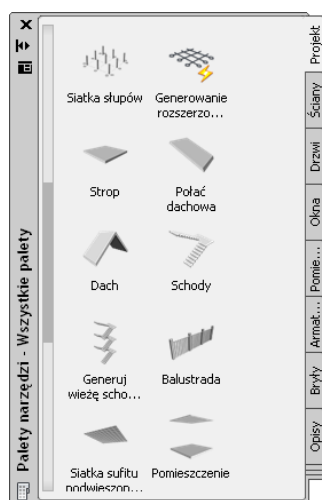 Palety narzędzi - Wszystkie palety
Siatka słupów
Generowanie
rozszerzo...
Strop
Połać
dachowa
Dach
Schody
Generuj
wieżę scho...
Balustrada
Siatka sufitu
podwieszon...
Pomieszczenie
Projekt
Ściany
Drzwi
Okna
Pomie...
Armat...
Bryły
Opisy